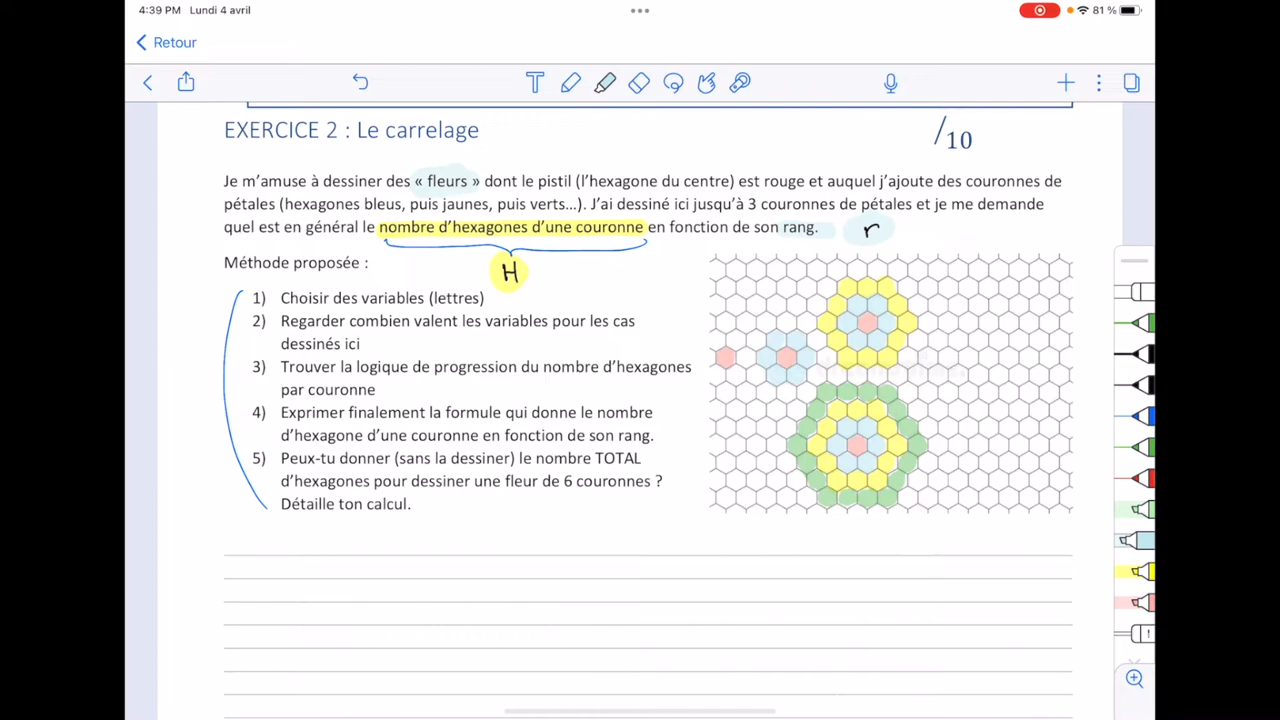 4:39 PM Lundi 4 avril
81 %
Retour
EXERCICE 2 : Le carrelage
/10
Je m'amuse à dessiner des « fleurs » dont le pistil (l'hexagone du centre) est rouge et auquel j'ajoute des couronnes de
pétales (hexagones bleus, puis jaunes, puis verts…). J'ai dessiné ici jusqu'à 3 couronnes de pétales et je me demande
quel est en général le nombre d'hexagones d'une couronne en fonction de son rang. r
H
Méthode proposée :
1) Choisir des variables (lettres)
2) Regarder combien valent les variables pour les cas
dessinés ici
3) Trouver la logique de progression du nombre d'hexagones
par couronne
4) Exprimer finalement la formule qui donne le nombre
d'hexagone d'une couronne en fonction de son rang.
5) Peux-tu donner (sans la dessiner) le nombre TOTAL
d'hexagones pour dessiner une fleur de 6 couronnes ?
Détaille ton calcul.